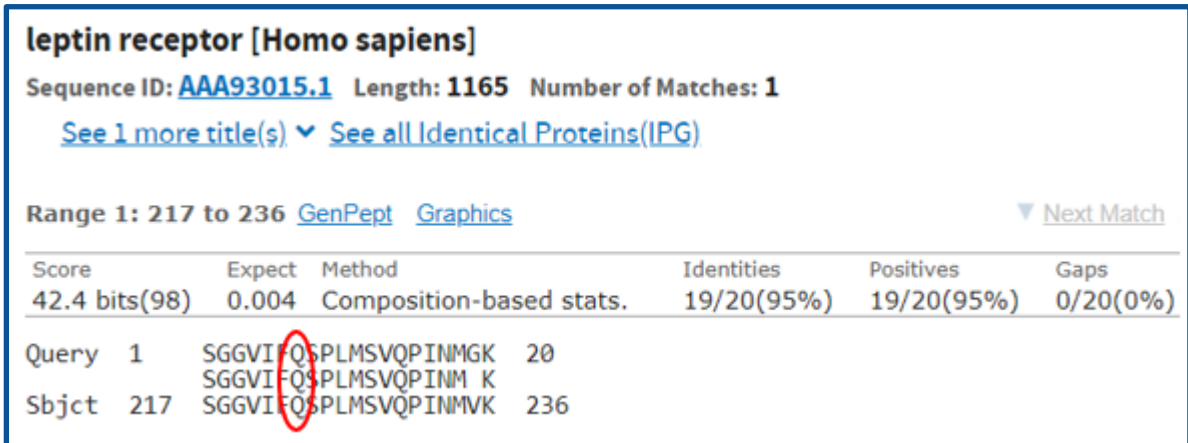 leptin receptor [Homo sapiens]
Sequence ID: AAA93015.1 Length: 1165 Number of Matches: 1
See 1 more title(s) See all Identical Proteins(IPG)
Range 1: 217 to 236 GenPept Graphics Next Match
Score Expect Method Identities Positives Gaps
42.4 bits(98) 0.004 Composition-based stats. 19/20(95%) 19/20(95%) 0/20(0%)
Query 1 SGGVIFQSPLMSVQPINMGK 20
SGGVIFQSPLMSVQPINM K
Sbjct 217 SGGVIFQSPLMSVQPINMVK 236